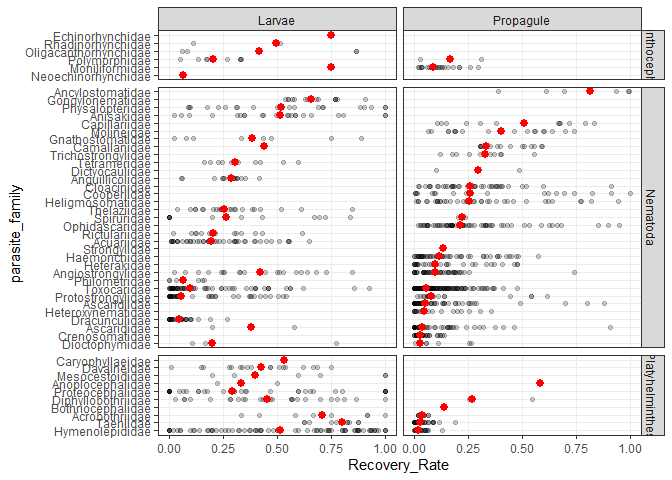 Larvae
Propagule
Echinorhynchidae
Rhadinorhynchidae
Oligacanthorhynchidae
Polymorphidae
Moniliformidae
Neoechinorhynchidae
nthoceph
Ancylostomatidae
Gongylonematidae
Physalopteridae
Anisakidae
Capillariidae
Molineidae
Gnathostomatidae
Camallanidae
Trichostrongylidae
Tetrameridae
Dictyocaulidae
Anguillicolidae
Cloacinidae
Cooperiidae
Heligmosomatidae
Thelaziidae
Spiruridae
Ophidascaridae
Rictulariidae
Acuariidae
Strongylidae
Haemonchidae
Heterakidae
Angiostrongylidae
Philometridae
Toxocaridae
Protostrongylidae
Ascaridiidae
Heteroxynematidae
Dracunculidae
Ascarididae
Crenosomatidae
Dioctophymidae
Nematoda
Caryophyllaeidae
Davaineidae
Mesocestoididae
Anoplocephalidae
Proteocephalidae
Diphyllobothriidae
Bothriocephalidae
Acrobothriidae
Taeniidae
Hymenolepididae
Platyhelminthes
0.00 0.25 0.50 0.75 1.00 0.00 0.25 0.50 0.75 1.00
Recovery_Rate
parasite_family